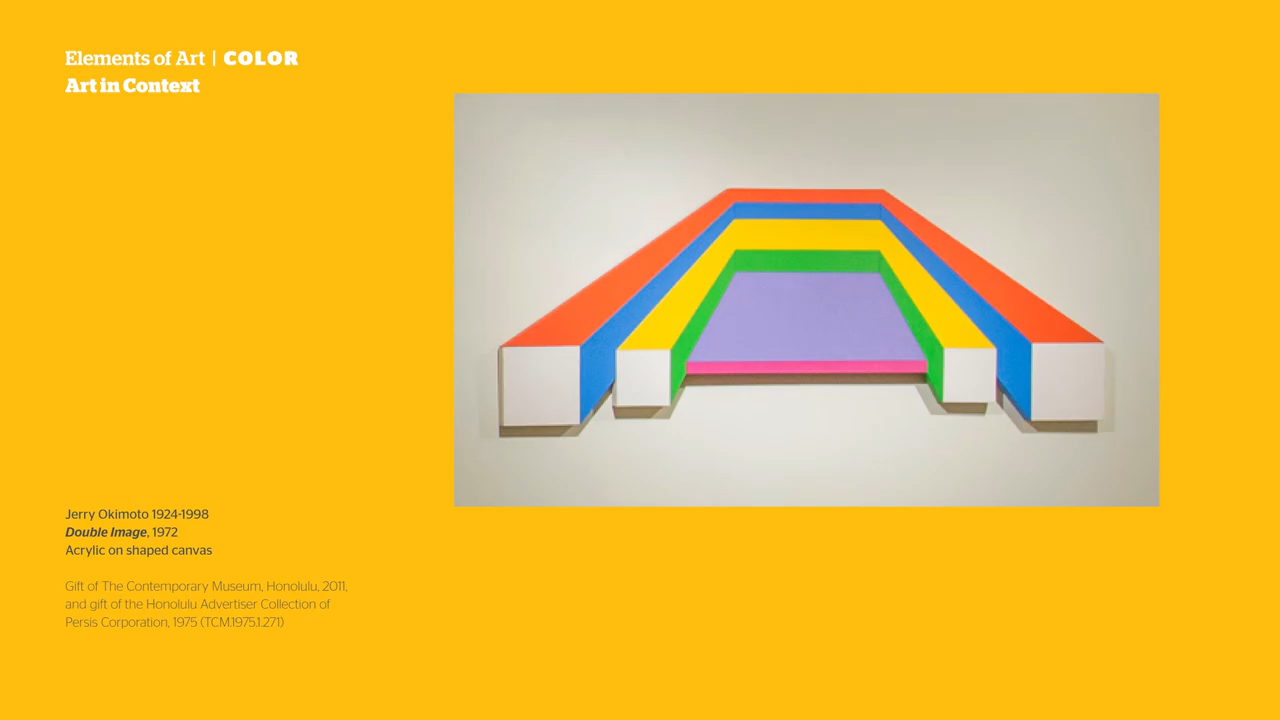 Elements of Art | COLOR
Art in Context
Jerry Okimoto 1924-1998
Double Image, 1972
Acrylic on shaped canvas
Gift of The Contemporary Museum, Honolulu, 2011,
and gift of the Honolulu Advertiser Collection of
Persis Corporation, 1975 (TCM.1975.1.271)